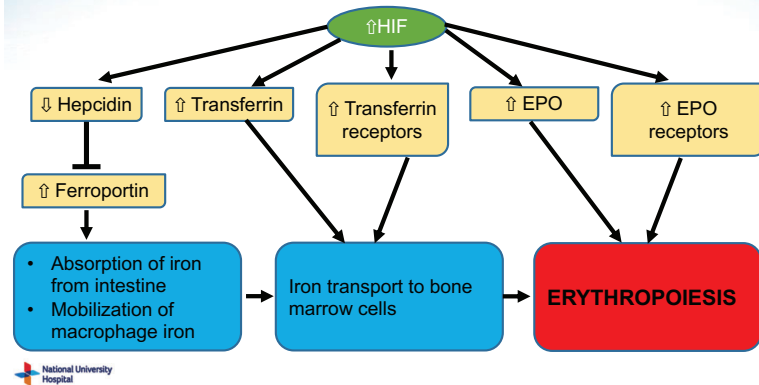 ⇧HIF
⇩ Hepcidin
⇧ Transferrin
⇧ Transferrin
receptors
⇧ EPO
⇧ EPO
receptors
⇧ Ferroportin
• Absorption of iron
from intestine
• Mobilization of
macrophage iron
Iron transport to bone
marrow cells
ERYTHROPOIESIS
National University
Hospital